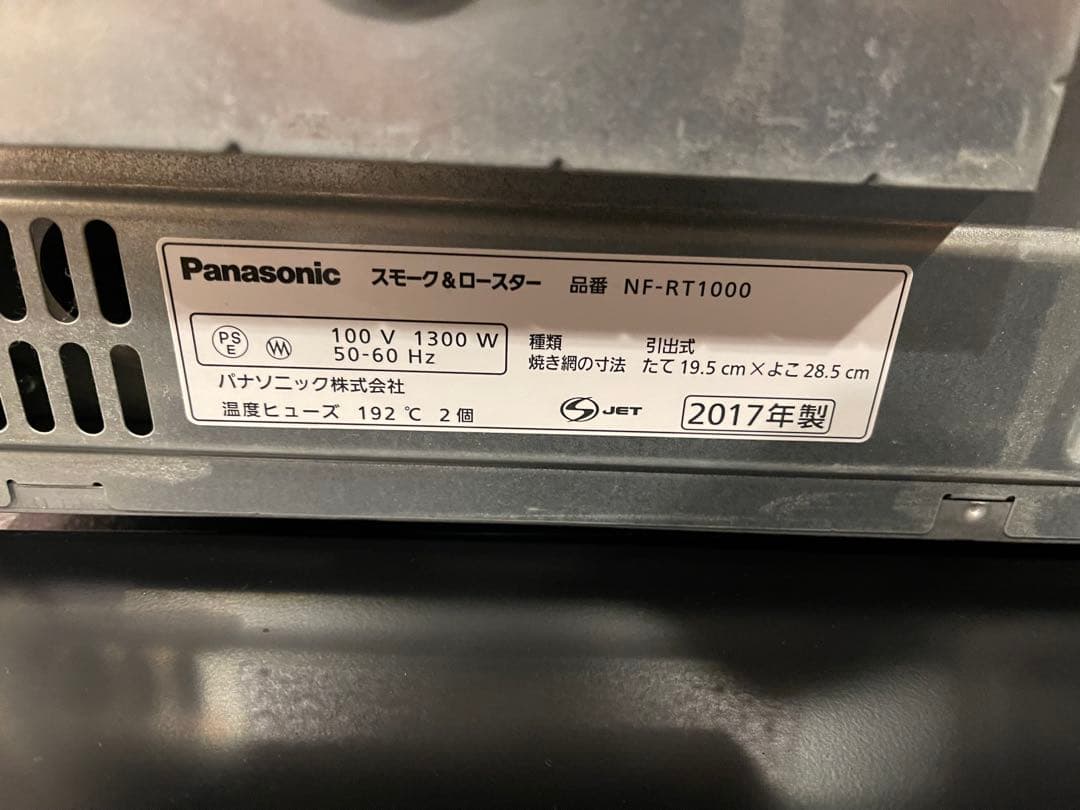 Panasonic スモーク&ロースター 品番 NF-RT1000
PS E 100 V 1300 W
50-60 Hz
種類 引出式
焼き網の寸法 たて 19.5 cm×よこ 28.5 cm
パナソニック株式会社
温度ヒューズ 192 ℃ 2 個
JET 2017年製